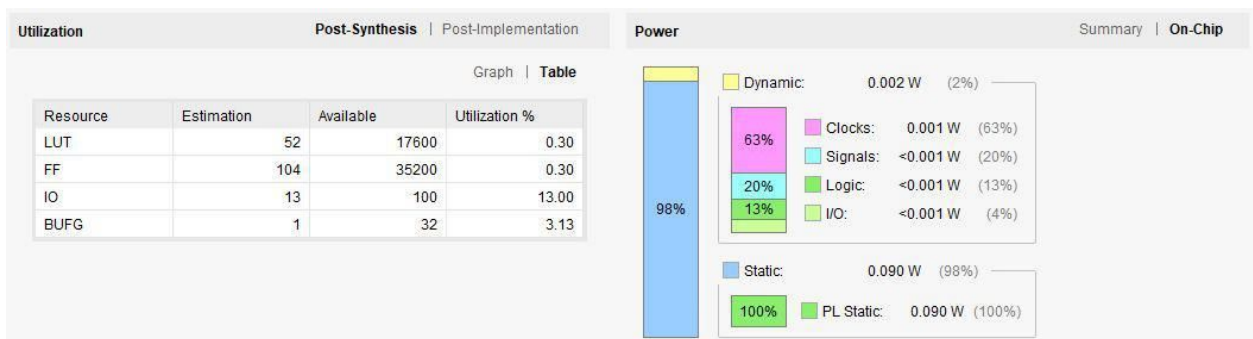 Utilization Post-Synthesis | Post-Implementation
Graph | Table
Resource Estimation Available Utilization %
LUT 52 17600 0.30
FF 104 35200 0.30
IO 13 100 13.00
BUFG 1 32 3.13
Power Summary | On-Chip
98%
Dynamic: 0.002 W (2%)
63%
20%
13%
Clocks: 0.001 W (63%)
Signals: <0.001 W (20%)
Logic: <0.001 W (13%)
I/O: <0.001 W (4%)
Static: 0.090 W (98%)
100% PL Static: 0.090 W (100%)